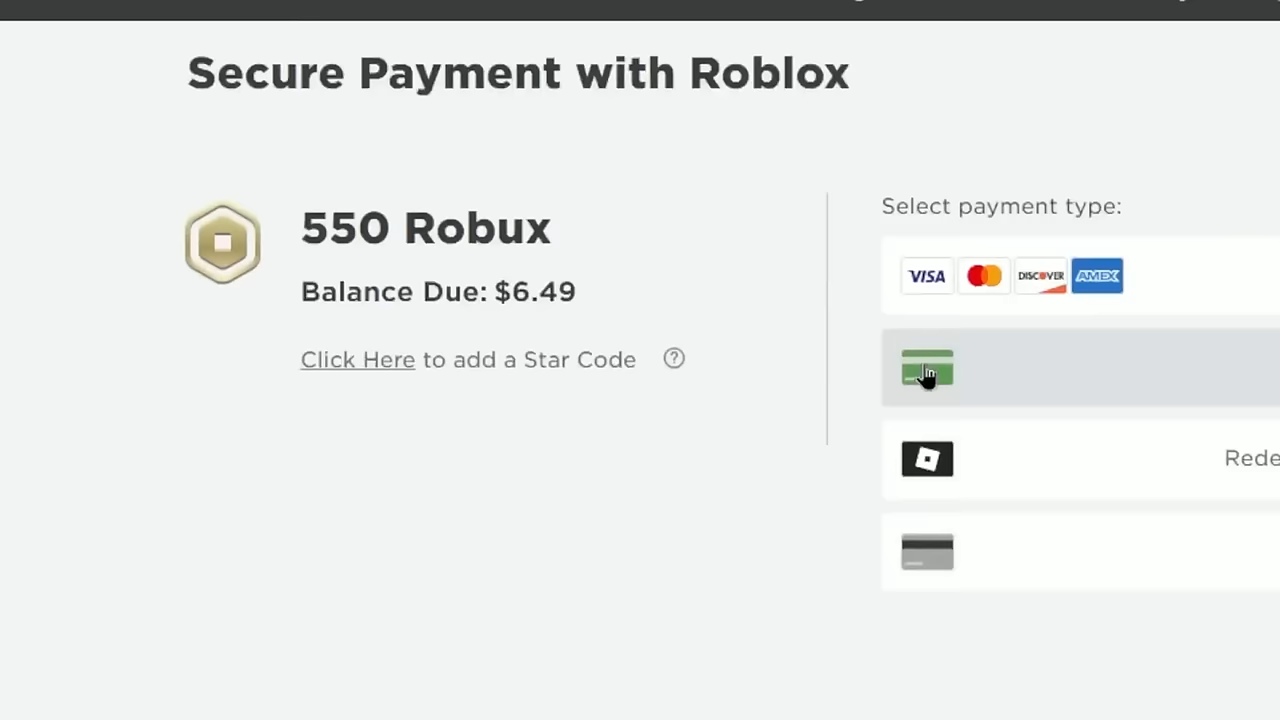 Secure Payment with Roblox
550 Robux
Balance Due: $6.49
Click Here to add a Star Code
Select payment type:
VISA
DISCOVER
AMEX